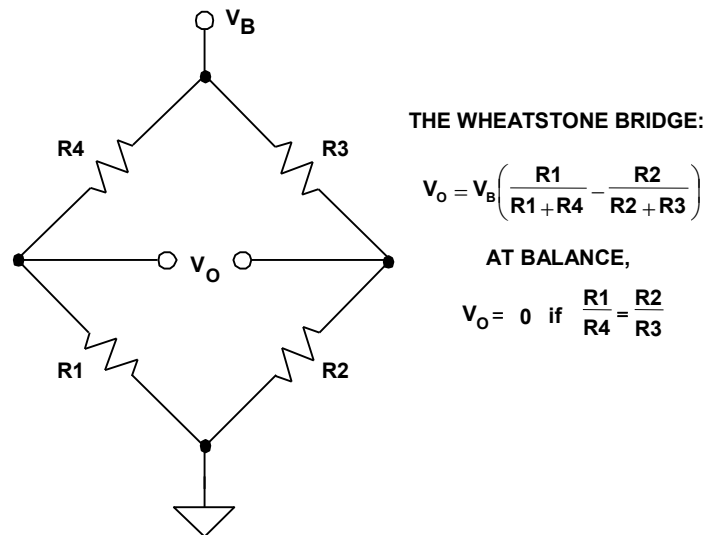 V_B
R4
R3
V_O
R1
R2
THE WHEATSTONE BRIDGE:
V_O = V_B ( R1 / (R1 + R4) − R2 / (R2 + R3) )
AT BALANCE,
V_O = 0 if R1 / R4 = R2 / R3